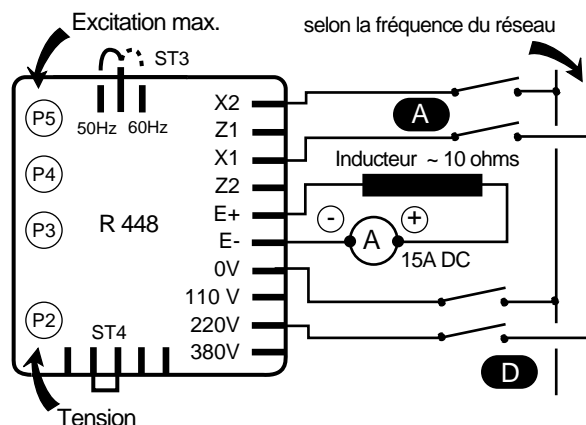 Excitation max.
selon la fréquence du réseau
ST3
50Hz 60Hz
P5
P4
P3
P2
R 448
ST4
Tension
X2
Z1
X1
Z2
E+
E-
0V
110 V
220V
380V
A
Inducteur ~ 10 ohms
- A +
15A DC
D